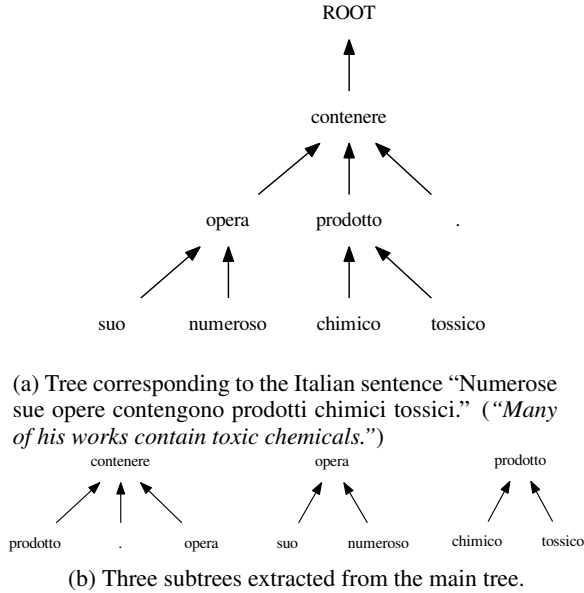 ROOT
contenere
opera prodotto .
suo numeroso chimico tossico
(a) Tree corresponding to the Italian sentence “Numerose
sue opere contengono prodotti chimici tossici.” (“Many
of his works contain toxic chemicals.”)
contenere opera prodotto
prodotto . opera suo numeroso chimico tossico
(b) Three subtrees extracted from the main tree.